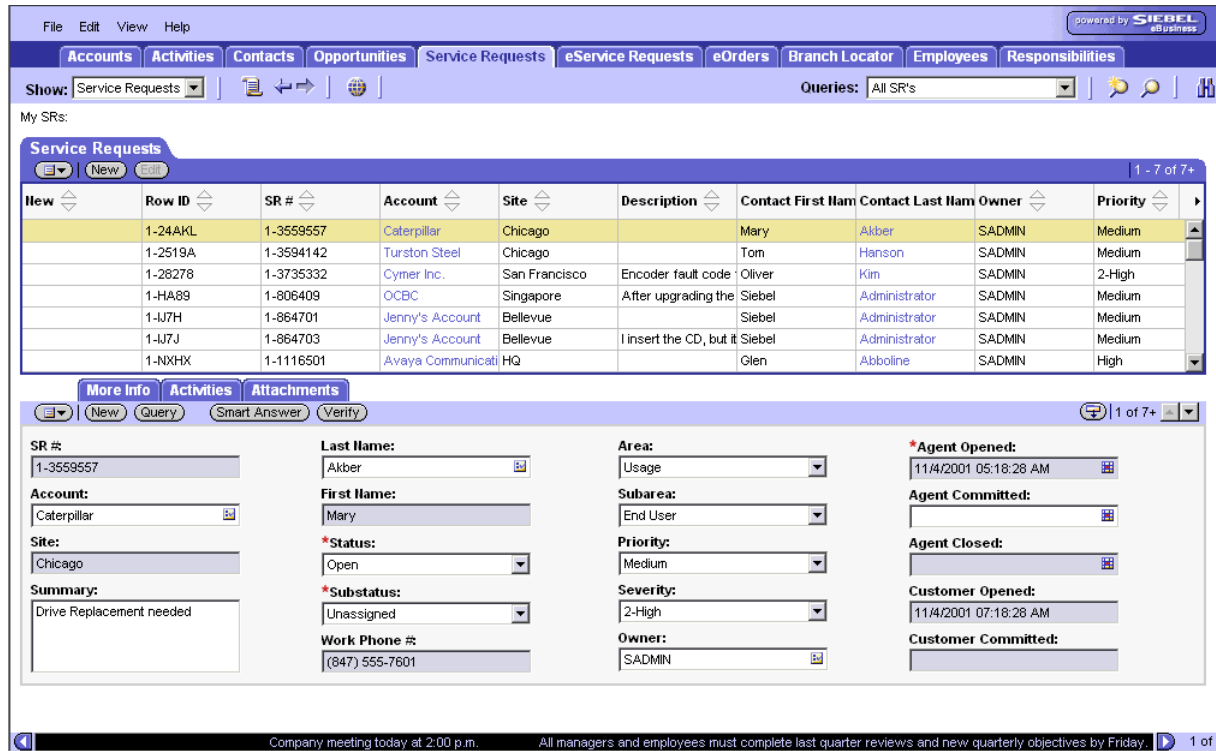 File Edit View Help
powered by SIEBEL eBusiness
Accounts Activities Contacts Opportunities Service Requests eService Requests eOrders Branch Locator Employees Responsibilities
Show: Service Requests Queries: All SR's
My SRs:
Service Requests
New Edit 1 - 7 of 7+
New Row ID SR # Account Site Description Contact First Nam Contact Last Nam Owner Priority
1-24AKL 1-3559557 Caterpillar Chicago Mary Akber SADMIN Medium
1-2519A 1-3594142 Turston Steel Chicago Tom Hanson SADMIN Medium
1-28278 1-3735332 Cymer Inc. San Francisco Encoder fault code Oliver Kim SADMIN 2-High
1-HA89 1-806409 OCBC Singapore After upgrading the Siebel Administrator SADMIN Medium
1-IJ7H 1-864701 Jenny's Account Bellevue Siebel Administrator SADMIN Medium
1-IJ7J 1-864703 Jenny's Account Bellevue I insert the CD, but it Siebel Administrator SADMIN Medium
1-NXHX 1-1116501 Avaya Communicati HQ Glen Abboline SADMIN High
More Info Activities Attachments
New Query Smart Answer Verify 1 of 7+
SR #: Last Name: Area: *Agent Opened:
1-3559557 Akber Usage 11/4/2001 05:18:28 AM
Account: First Name: Subarea: Agent Committed:
Caterpillar Mary End User
Site: *Status: Priority: Agent Closed:
Chicago Open Medium
Summary: *Substatus: Severity: Customer Opened:
Drive Replacement needed Unassigned 2-High 11/4/2001 07:18:28 AM
Work Phone #: Owner: Customer Committed:
(847) 555-7601 SADMIN
Company meeting today at 2:00 p.m. All managers and employees must complete last quarter reviews and new quarterly objectives by Friday. 1 of